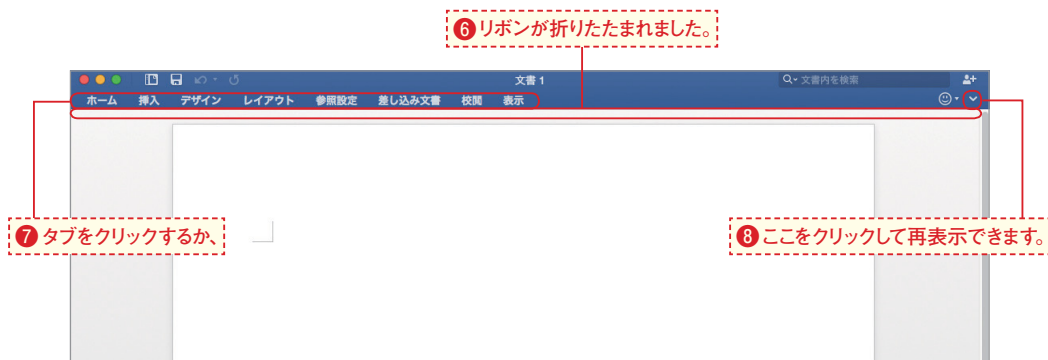 ❻リボンが折りたたまれました。
文書 1
文書内を検索
ホーム 挿入 デザイン レイアウト 参照設定 差し込み文書 校閲 表示
❼ タブをクリックするか、
❽ ここをクリックして再表示できます。